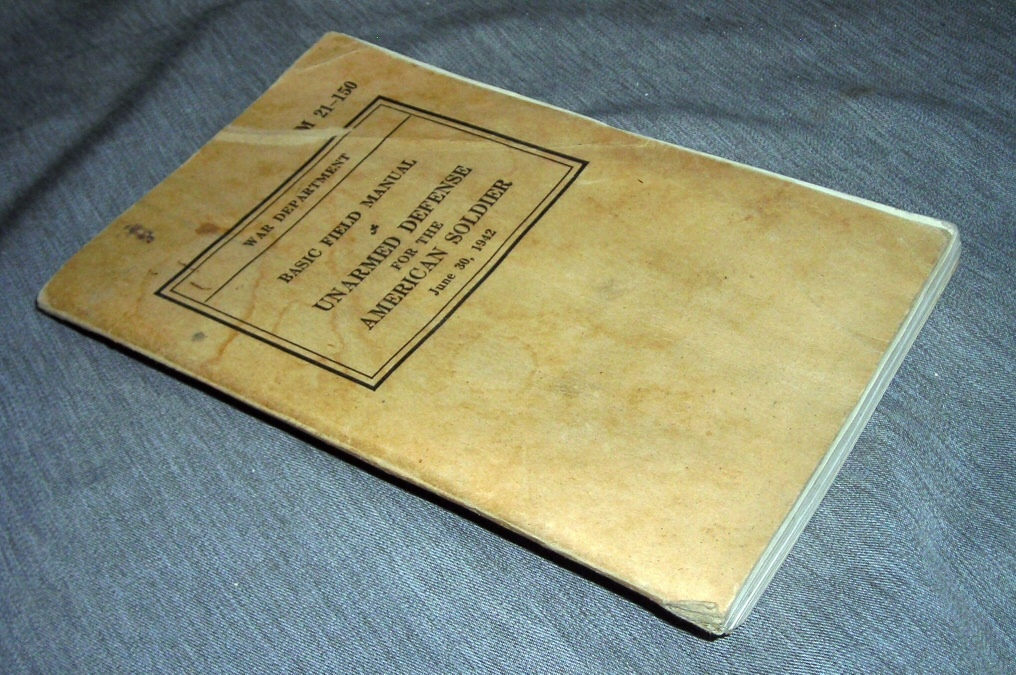 M 21-150
WAR DEPARTMENT
BASIC FIELD MANUAL
UNARMED DEFENSE
FOR THE
AMERICAN SOLDIER
June 30, 1942